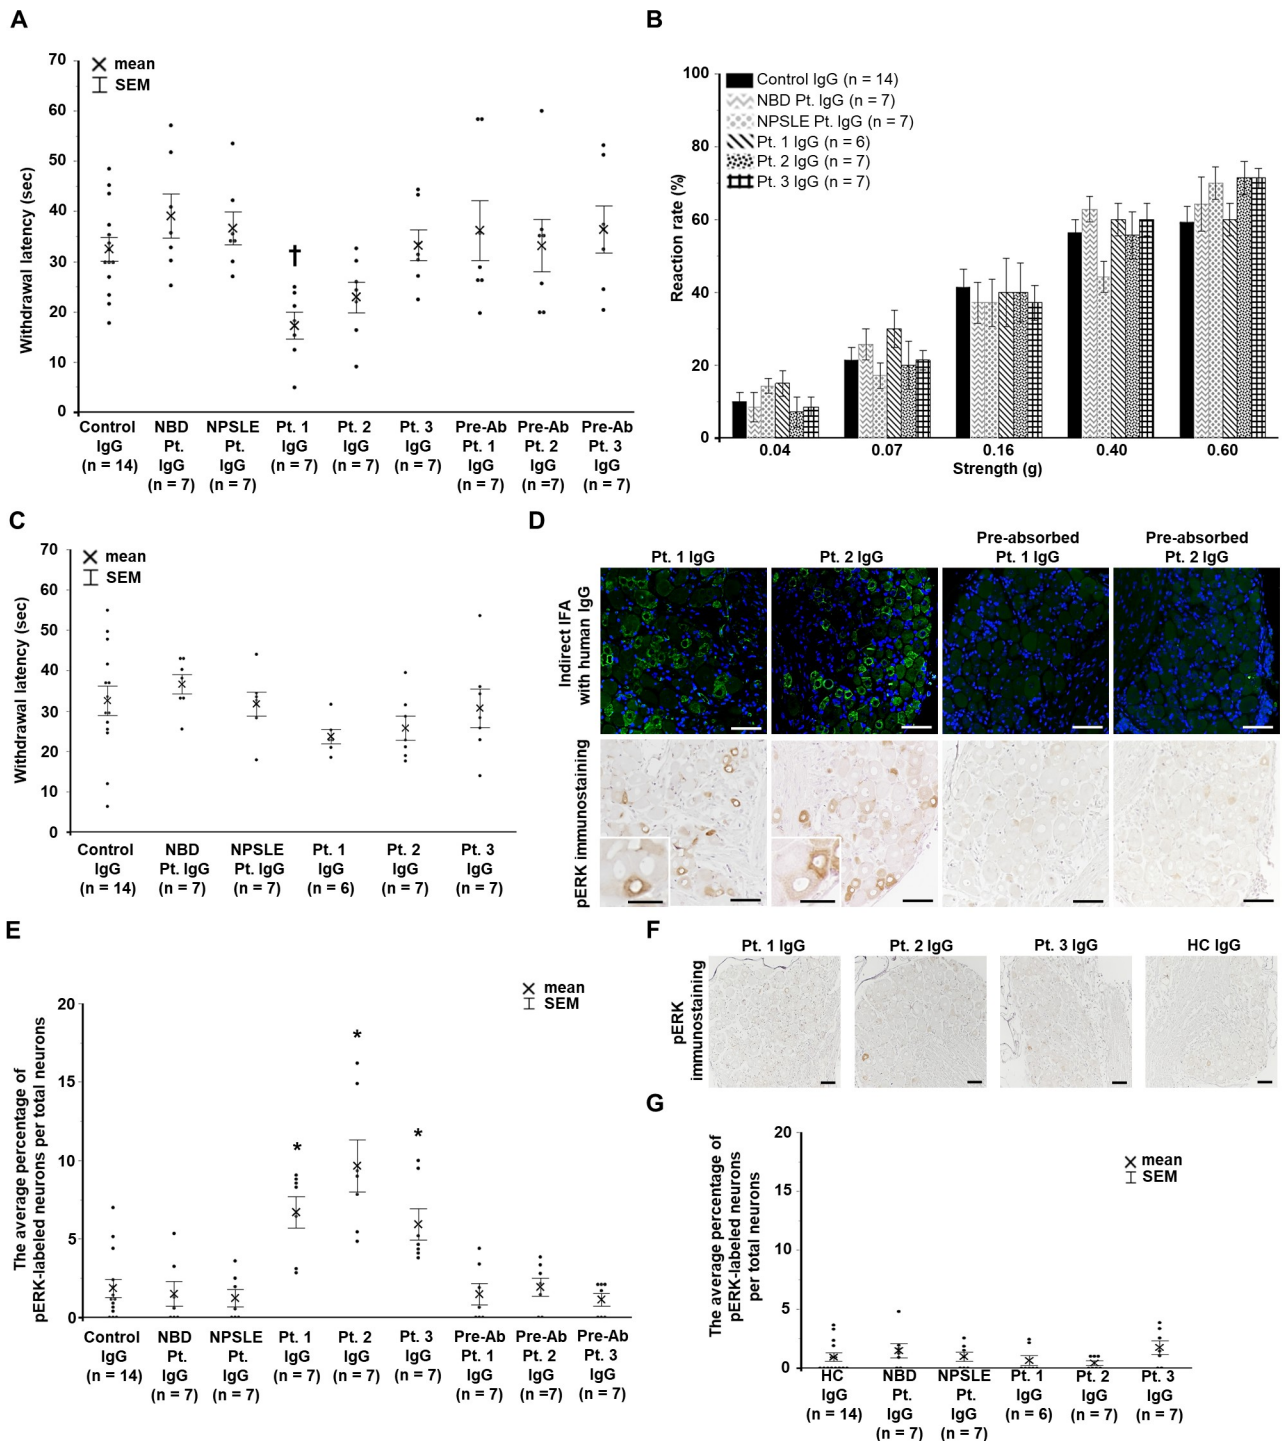 A
70
60
50
40
30
20
10
0
Withdrawal latency (sec)
mean
SEM
†
Control
IgG
(n = 14)
NBD
Pt.
IgG
(n = 7)
NPSLE
Pt.
IgG
(n = 7)
Pt. 1
IgG
(n = 7)
Pt. 2
IgG
(n = 7)
Pt. 3
IgG
(n = 7)
Pre-Ab
Pt. 1
IgG
(n = 7)
Pre-Ab
Pt. 2
IgG
(n =7)
Pre-Ab
Pt. 3
IgG
(n = 7)
B
100
80
60
40
20
0
Reaction rate (%)
Control IgG (n = 14)
NBD Pt. IgG (n = 7)
NPSLE Pt. IgG (n = 7)
Pt. 1 IgG (n = 6)
Pt. 2 IgG (n = 7)
Pt. 3 IgG (n = 7)
0.04
0.07
0.16
0.40
0.60
Strength (g)
C
70
60
50
40
30
20
10
0
Withdrawal latency (sec)
mean
SEM
Control
IgG
(n = 14)
NBD
Pt. IgG
(n = 7)
NPSLE
Pt. IgG
(n = 7)
Pt. 1
IgG
(n = 6)
Pt. 2
IgG
(n = 7)
Pt. 3
IgG
(n = 7)
D
Pt. 1 IgG
Pt. 2 IgG
Pre-absorbed
Pt. 1 IgG
Pre-absorbed
Pt. 2 IgG
Indirect IFA
with human IgG
pERK immunostaining
E
20
15
10
5
0
The average percentage of
pERK-labeled neurons per total neurons
mean
SEM
*
*
*
Control
IgG
(n = 14)
NBD
Pt.
IgG
(n = 7)
NPSLE
Pt.
IgG
(n = 7)
Pt. 1
IgG
(n = 7)
Pt. 2
IgG
(n = 7)
Pt. 3
IgG
(n = 7)
Pre-Ab
Pt. 1
IgG
(n = 7)
Pre-Ab
Pt. 2
IgG
(n =7)
Pre-Ab
Pt. 3
IgG
(n = 7)
F
Pt. 1 IgG
Pt. 2 IgG
Pt. 3 IgG
HC IgG
pERK
immunostaining
G
20
15
10
5
0
The average percentage of
pERK-labeled neurons
per total neurons
mean
SEM
HC
IgG
(n = 14)
NBD
Pt.
IgG
(n = 7)
NPSLE
Pt.
IgG
(n = 7)
Pt. 1
IgG
(n = 6)
Pt. 2
IgG
(n = 7)
Pt. 3
IgG
(n = 7)